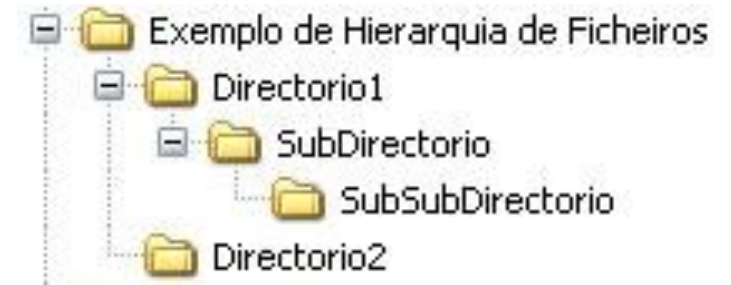 Exemplo de Hierarquia de Ficheiros
Directorio1
SubDirectorio
SubSubDirectorio
Directorio2